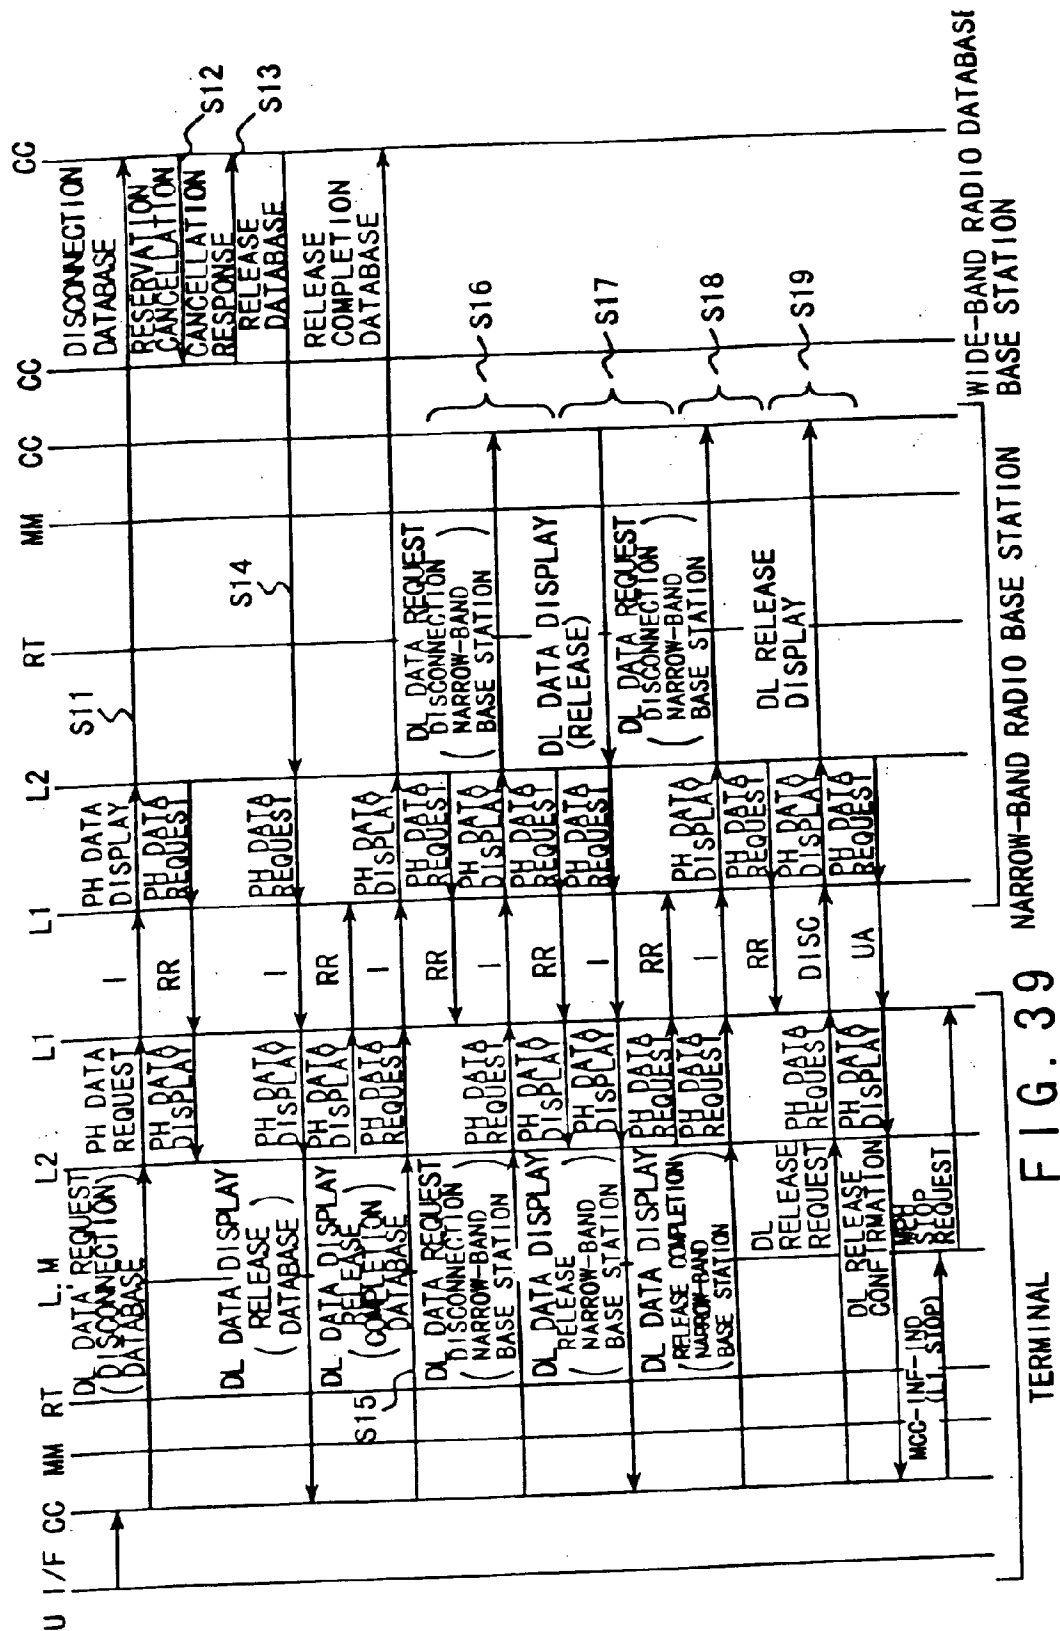 U I/F CC MM RT L: M L2 L1 L1 L2 RT MM CC CC CC
DL DATA REQUEST
(DISCONNECTION)
DATABASE
PH DATA
REQUEST
I
PH DATA
DISPLAY
S11
DISCONNECTION
DATABASE
PH DATA
DISPLAY
RR
PH DATA
REQUEST
RESERVATION
CANCELLATION
S12
CANCELLATION
RESPONSE
S13
DL DATA DISPLAY
(RELEASE
DATABASE)
PH DATA
DISPLAY
I
PH DATA
REQUEST
S14
RELEASE
DATABASE
PH DATA
DISPLAY
RR
DL DATA DISPLAY
RELEASE
(COMPLETION)
DATABASE
S15
PH DATA
REQUEST
I
PH DATA
DISPLAY
RELEASE
COMPLETION
DATABASE
RR
PH DATA
REQUEST
DL DATA REQUEST
DISCONNECTION
(NARROW-BAND)
BASE STATION
PH DATA
REQUEST
I
PH DATA
DISPLAY
DL DATA REQUEST
DISCONNECTION
(NARROW-BAND)
BASE STATION
S16
PH DATA
DISPLAY
RR
PH DATA
REQUEST
DL DATA DISPLAY
RELEASE
(NARROW-BAND)
BASE STATION
PH DATA
DISPLAY
I
PH DATA
REQUEST
DL DATA DISPLAY
(RELEASE)
S17
PH DATA
REQUEST
RR
DL DATA DISPLAY
RELEASE COMPLETION
(NARROW-BAND)
BASE STATION
PH DATA
REQUEST
I
PH DATA
DISPLAY
DL DATA REQUEST
DISCONNECTION
(NARROW-BAND)
BASE STATION
S18
RR
PH DATA
REQUEST
DL
RELEASE
REQUEST
PH DATA
REQUEST
DISC
PH DATA
DISPLAY
DL RELEASE
DISPLAY
S19
DL RELEASE
CONFIRMATION
PH DATA
DISPLAY
UA
PH DATA
REQUEST
MCC-INF-IND
(L1 STOP)
MPH
STOP
REQUEST
TERMINAL
NARROW-BAND RADIO BASE STATION
WIDE-BAND RADIO
BASE STATION
DATABASE
FIG. 39